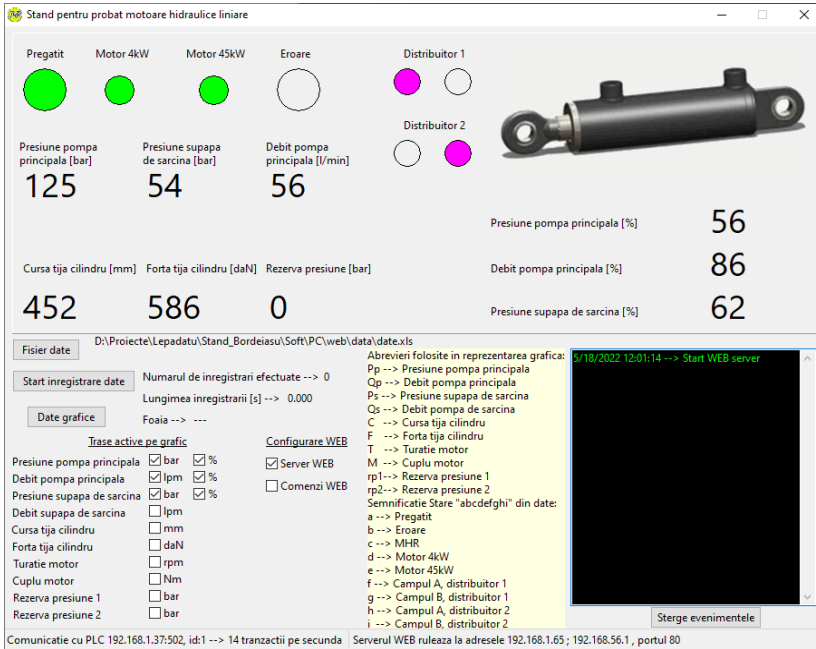 Stand pentru probat motoare hidraulice liniare
Pregatit Motor 4kW Motor 45kW Eroare Distribuitor 1
Distribuitor 2
Presiune pompa principala [bar]
Presiune supapa de sarcina [bar]
Debit pompa principala [l/min]
125 54 56
Presiune pompa principala [%] 56
Cursa tija cilindru [mm] Forta tija cilindru [daN] Rezerva presiune [bar]
Debit pompa principala [%] 86
452 586 0
Presiune supapa de sarcina [%] 62
Fisier date D:\Proiecte\Lepadatu\Stand_Bordeiasu\Soft\PC\web\data\date.xls
Start inregistrare date
Numarul de inregistrari efectuate --> 0
Lungimea inregistrarii [s] --> 0.000
Date grafice Foaia --> ---
Trase active pe grafic
Presiune pompa principala bar %
Debit pompa principala lpm %
Presiune supapa de sarcina bar %
Debit supapa de sarcina lpm
Cursa tija cilindru mm
Forta tija cilindru daN
Turatie motor rpm
Cuplu motor Nm
Rezerva presiune 1 bar
Rezerva presiune 2 bar
Configurare WEB
Server WEB
Comenzi WEB
Abrevieri folosite in reprezentarea grafica:
Pp --> Presiune pompa principala
Qp --> Debit pompa principala
Ps --> Presiune supapa de sarcina
Qs --> Debit pompa de sarcina
C --> Cursa tija cilindru
F --> Forta tija cilindru
T --> Turatie motor
M --> Cuplu motor
rp1--> Rezerva presiune 1
rp2--> Rezerva presiune 2
Semnificatie Stare "abcdefghi" din date:
a --> Pregatit
b --> Eroare
c --> MHR
d --> Motor 4kW
e --> Motor 45kW
f --> Campul A, distribuitor 1
g --> Campul B, distribuitor 1
h --> Campul A, distribuitor 2
i --> Campul B, distribuitor 2
5/18/2022 12:01:14 --> Start WEB server
Sterge evenimentele
Comunicatie cu PLC 192.168.1.37:502, id:1 --> 14 tranzactii pe secunda
Serverul WEB ruleaza la adresele 192.168.1.65 ; 192.168.56.1 , portul 80